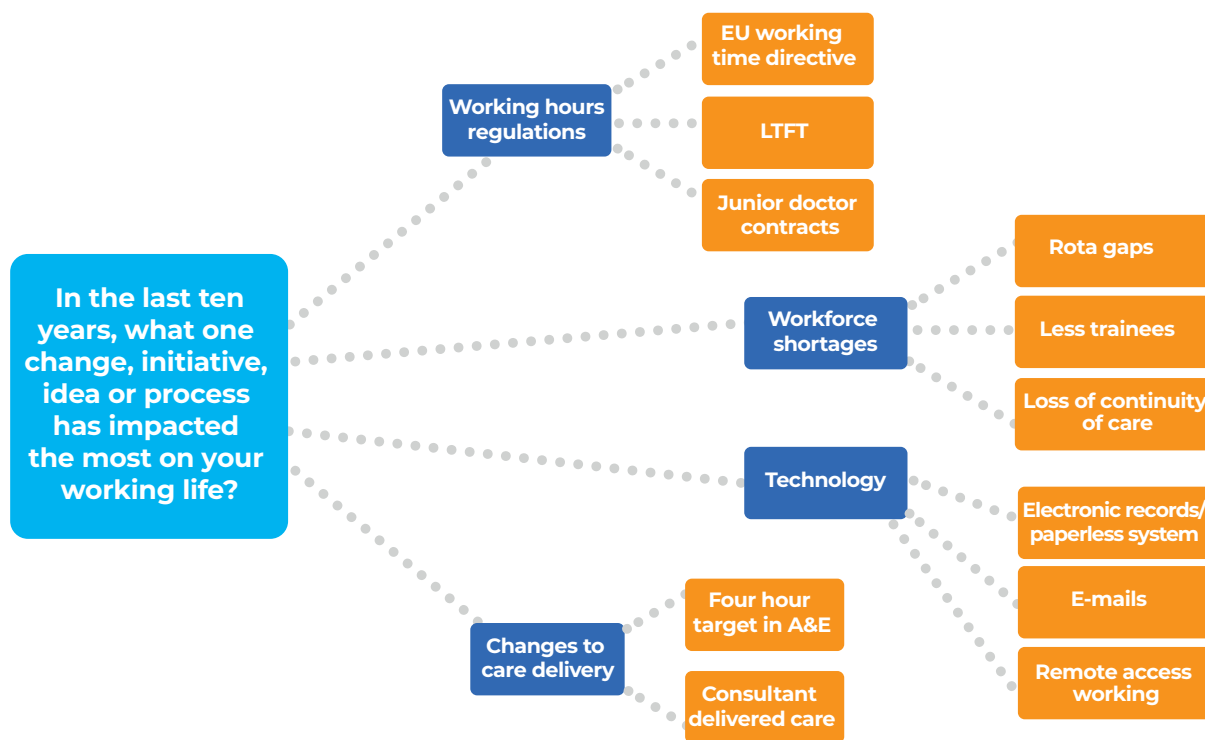 In the last ten
years, what one
change, initiative,
idea or process
has impacted
the most on your
working life?
Working hours
regulations
EU working
time directive
LTFT
Junior doctor
contracts
Workforce
shortages
Rota gaps
Less trainees
Loss of continuity
of care
Technology
Electronic records/
paperless system
E-mails
Remote access
working
Changes to
care delivery
Four hour
target in A&E
Consultant
delivered care